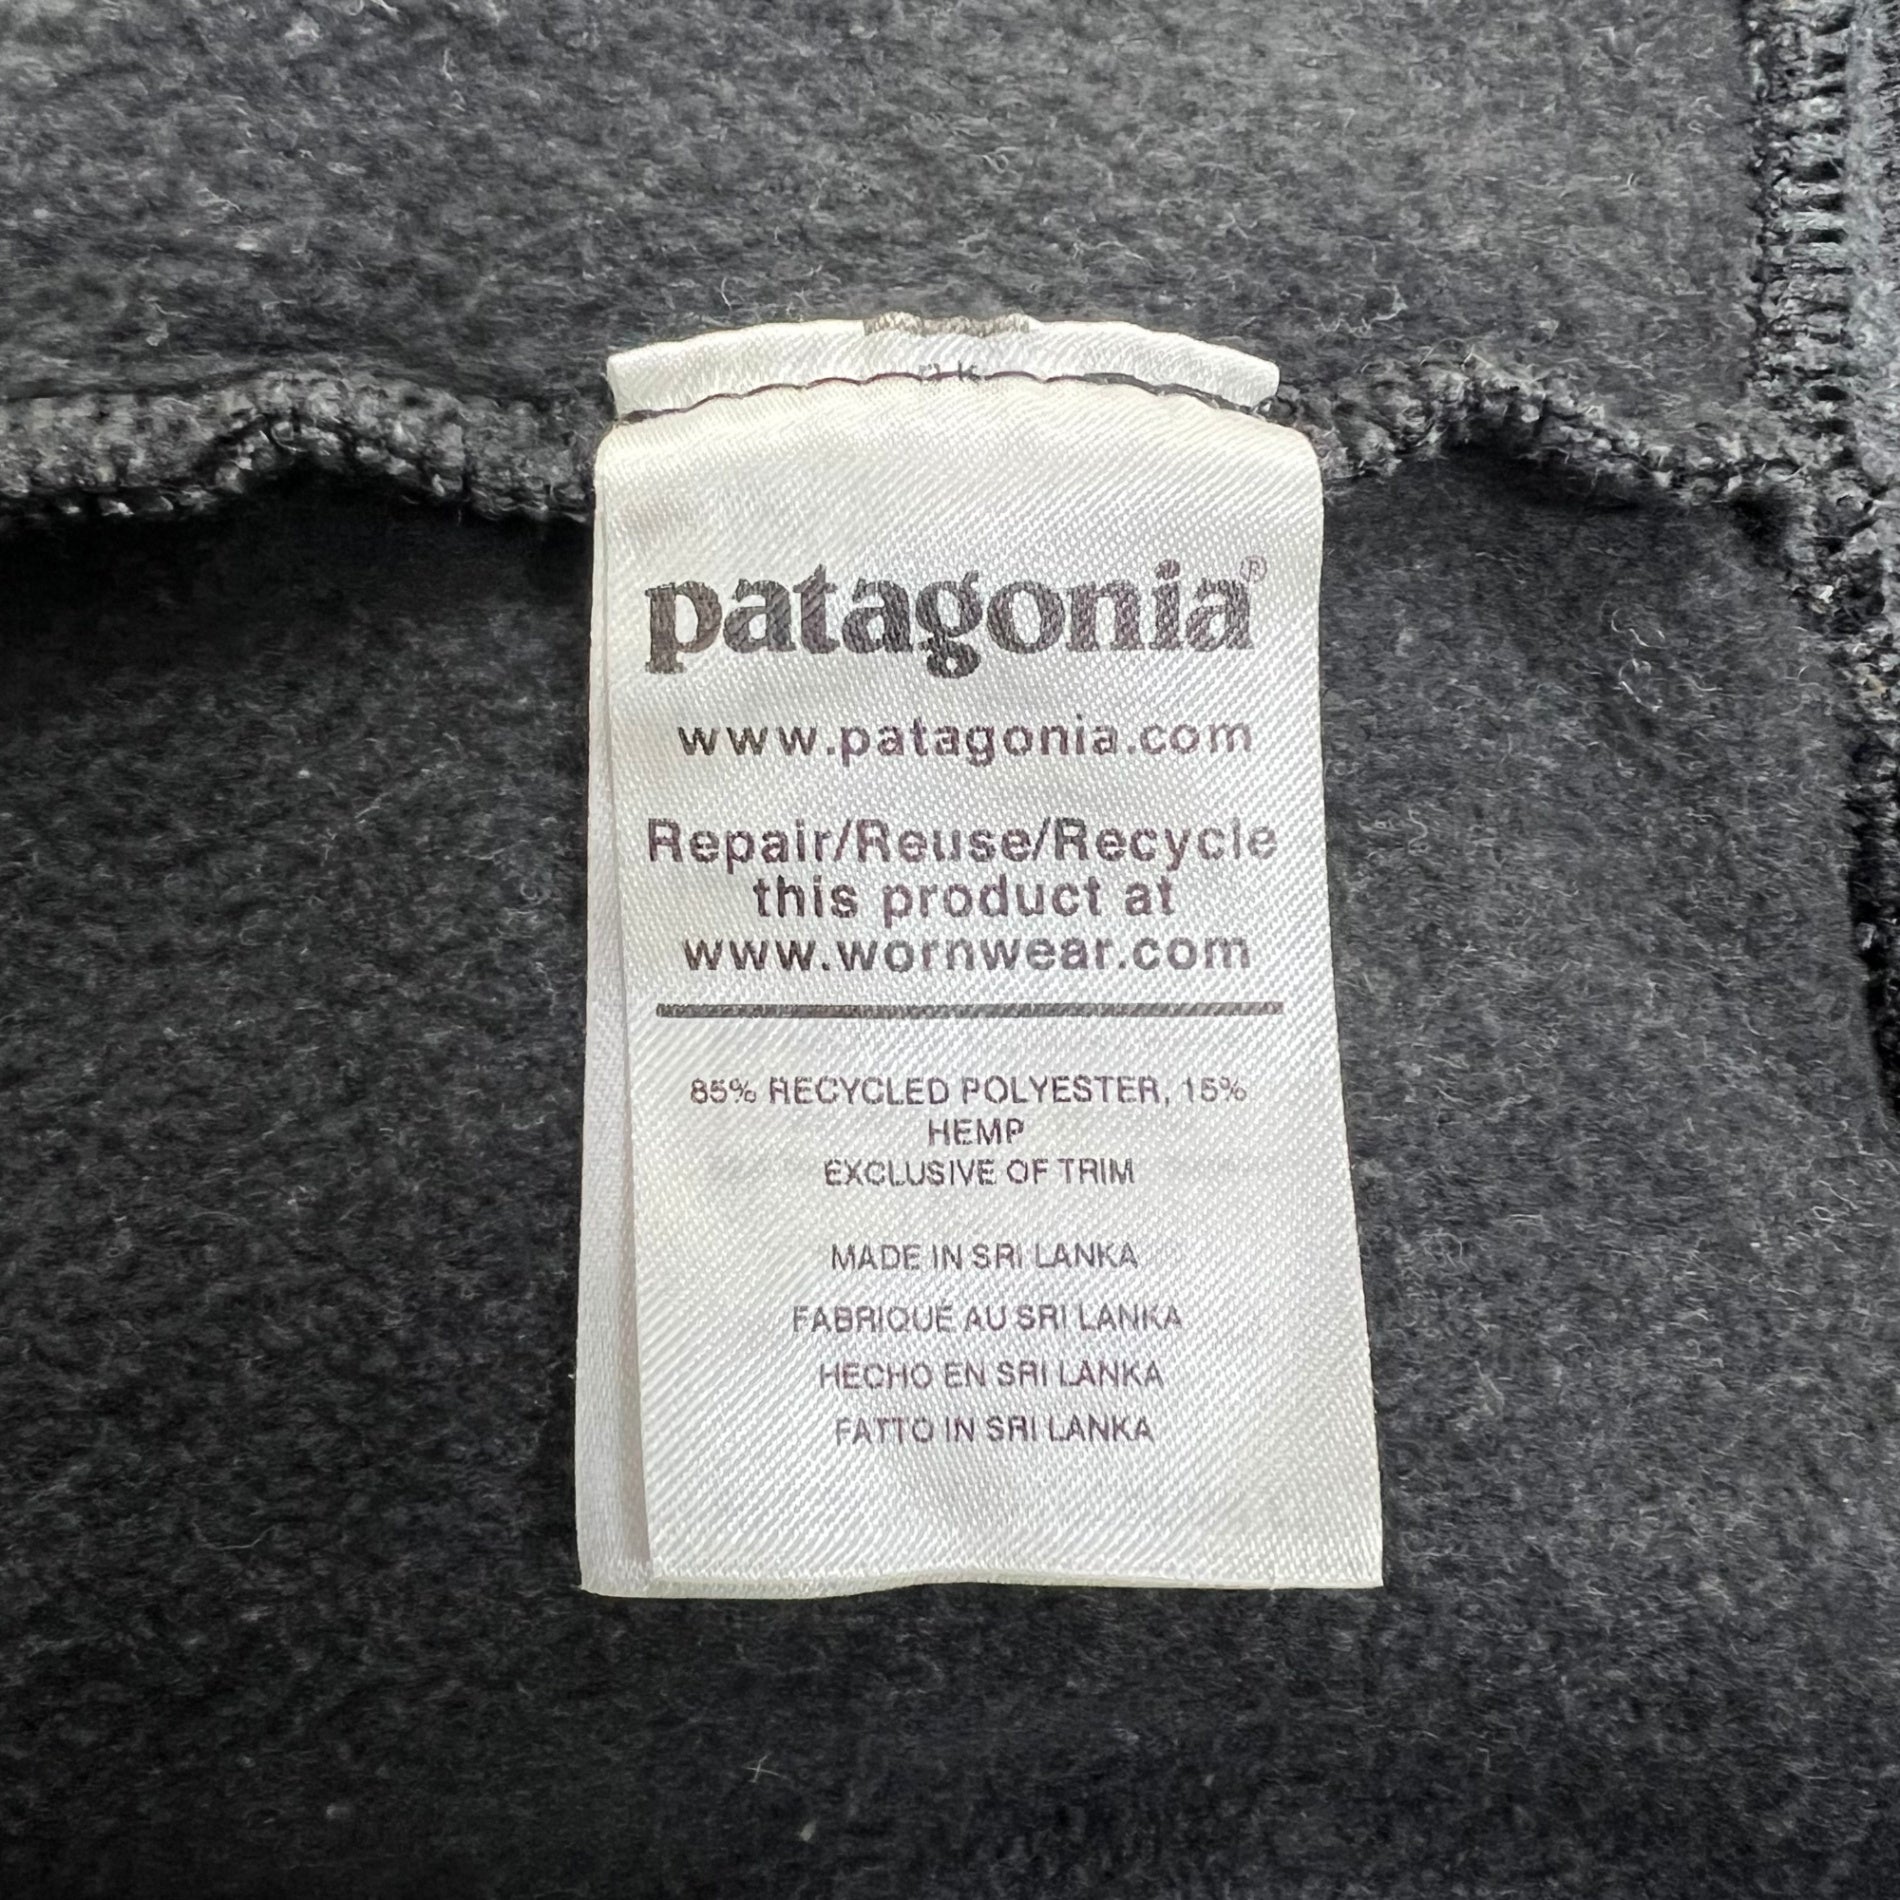 patagonia®
www.patagonia.com
Repair/Reuse/Recycle
this product at
www.wornwear.com
85% RECYCLED POLYESTER, 15%
HEMP
EXCLUSIVE OF TRIM
MADE IN SRI LANKA
FABRIQUÉ AU SRI LANKA
HECHO EN SRI LANKA
FATTO IN SRI LANKA